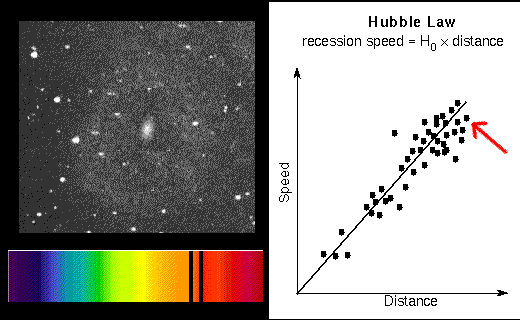 Hubble Law
recession speed = H₀ × distance
Speed
Distance